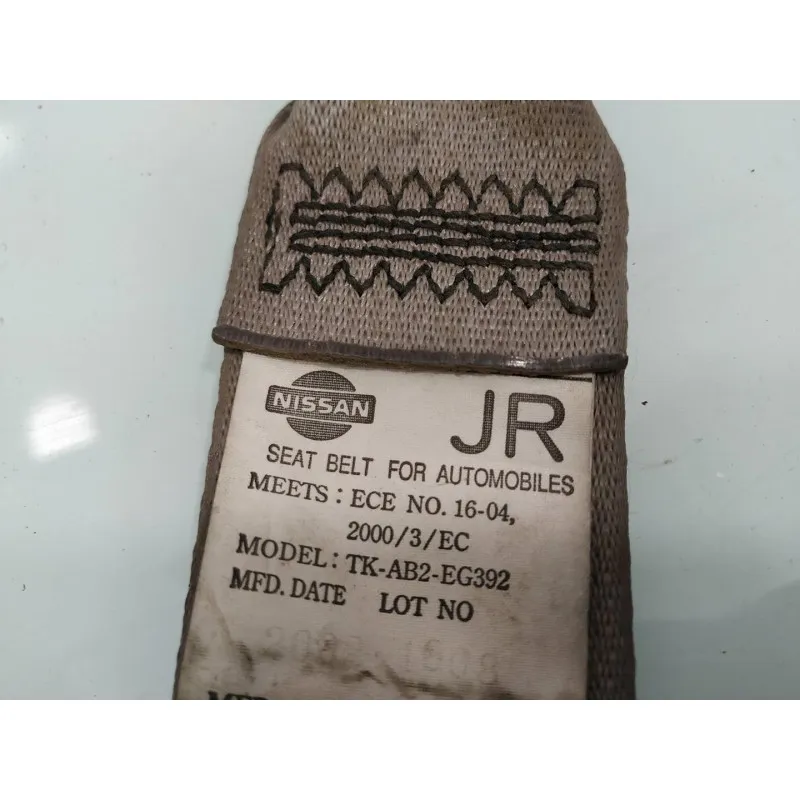 NISSAN JR
SEAT BELT FOR AUTOMOBILES
MEETS : ECE NO. 16-04,
2000/3/EC
MODEL : TK-AB2-EG392
MFD. DATE LOT NO